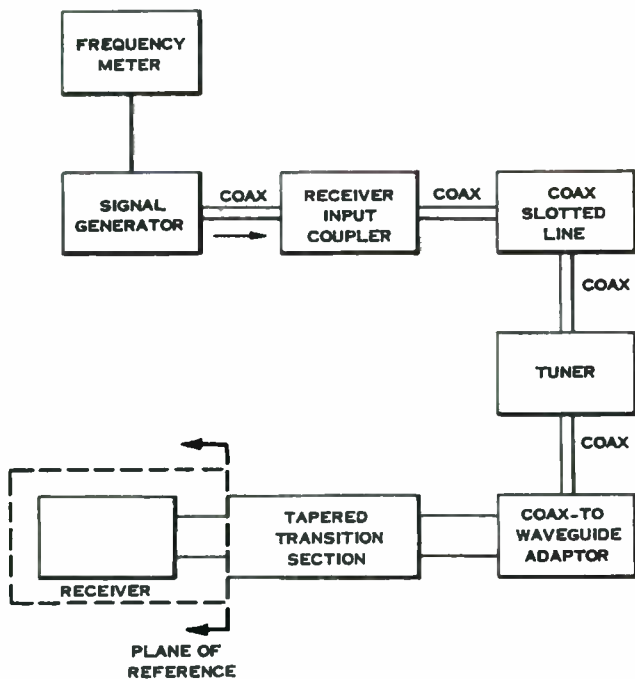 FREQUENCY
METER
SIGNAL
GENERATOR
COAX
RECEIVER
INPUT
COUPLER
COAX
COAX
SLOTTED
LINE
COAX
TUNER
COAX
COAX-TO
WAVEGUIDE
ADAPTOR
TAPERED
TRANSITION
SECTION
RECEIVER
PLANE OF
REFERENCE